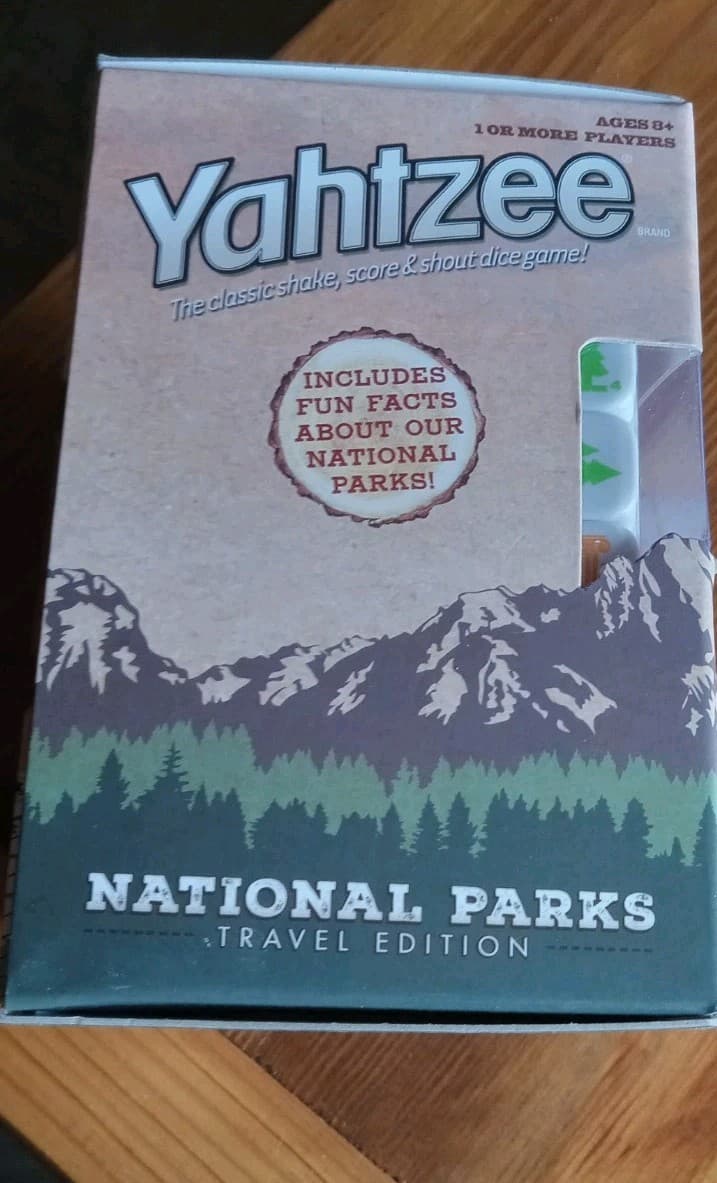 AGES 8+
1 OR MORE PLAYERS
Yahtzee
BRAND
The classic shake, score & shout dice game!
INCLUDES
FUN FACTS
ABOUT OUR
NATIONAL
PARKS!
NATIONAL PARKS
TRAVEL EDITION